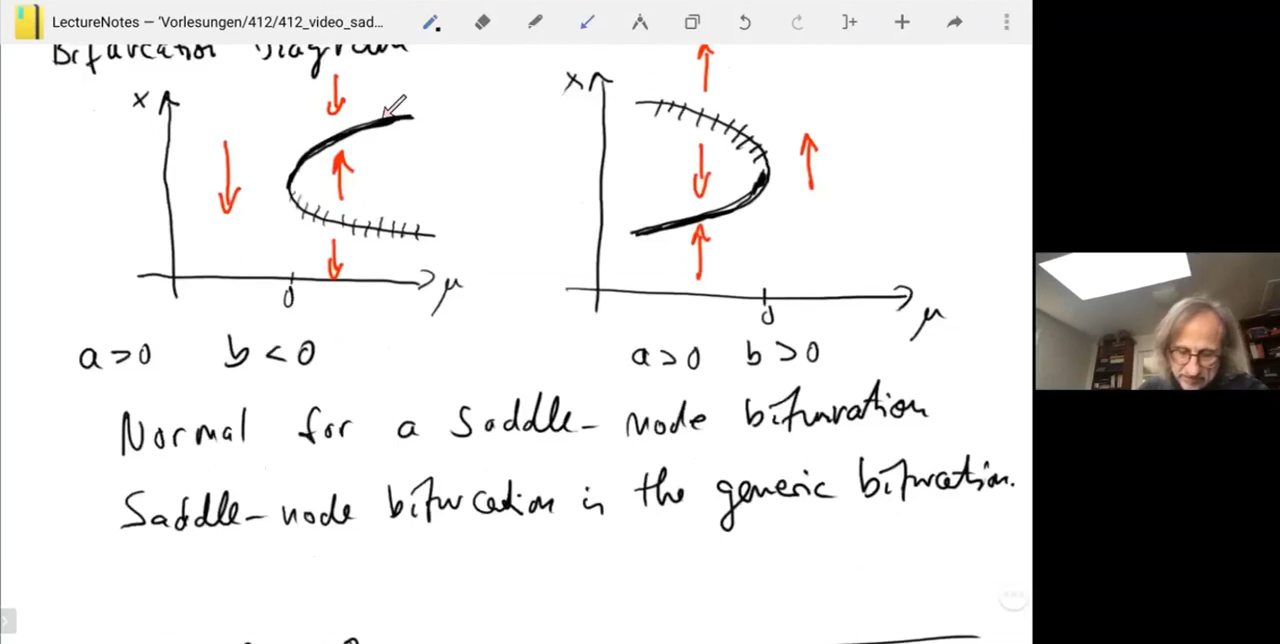 LectureNotes — 'Vorlesungen/412/412_video_sad…
Bifurcation Diagram
x
μ
0
a > 0 b < 0
x
μ
0
a > 0 b > 0
Normal for a Saddle-node bifurcation
Saddle-node bifurcation is the generic bifurcation.